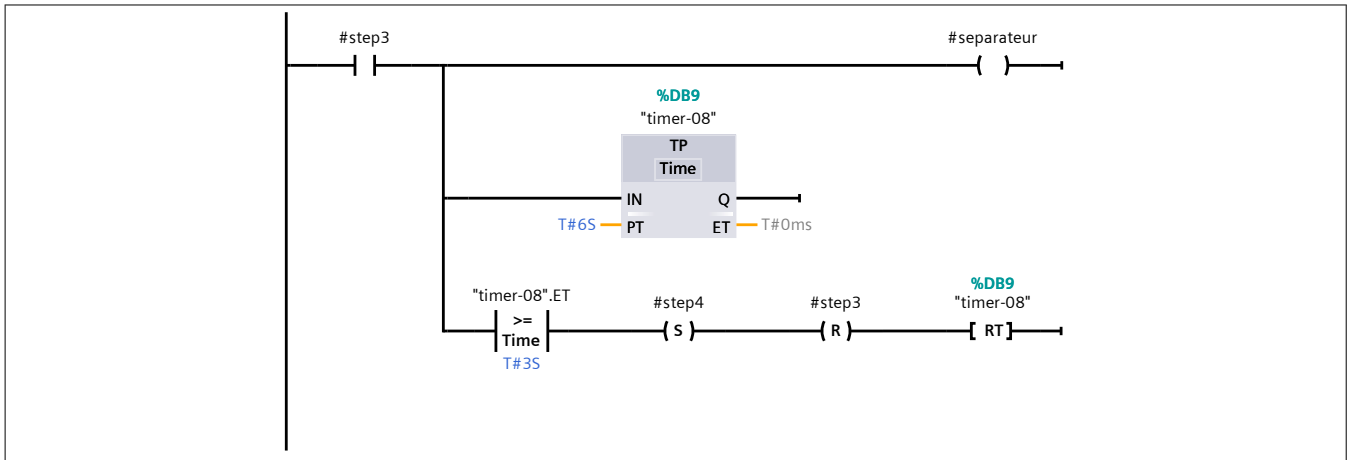 #step3
#separateur
%DB9
"timer-08"
TP
Time
IN Q
T#6S PT ET T#0ms
"timer-08".ET
>=
Time
T#3S
#step4
S
#step3
R
%DB9
"timer-08"
RT